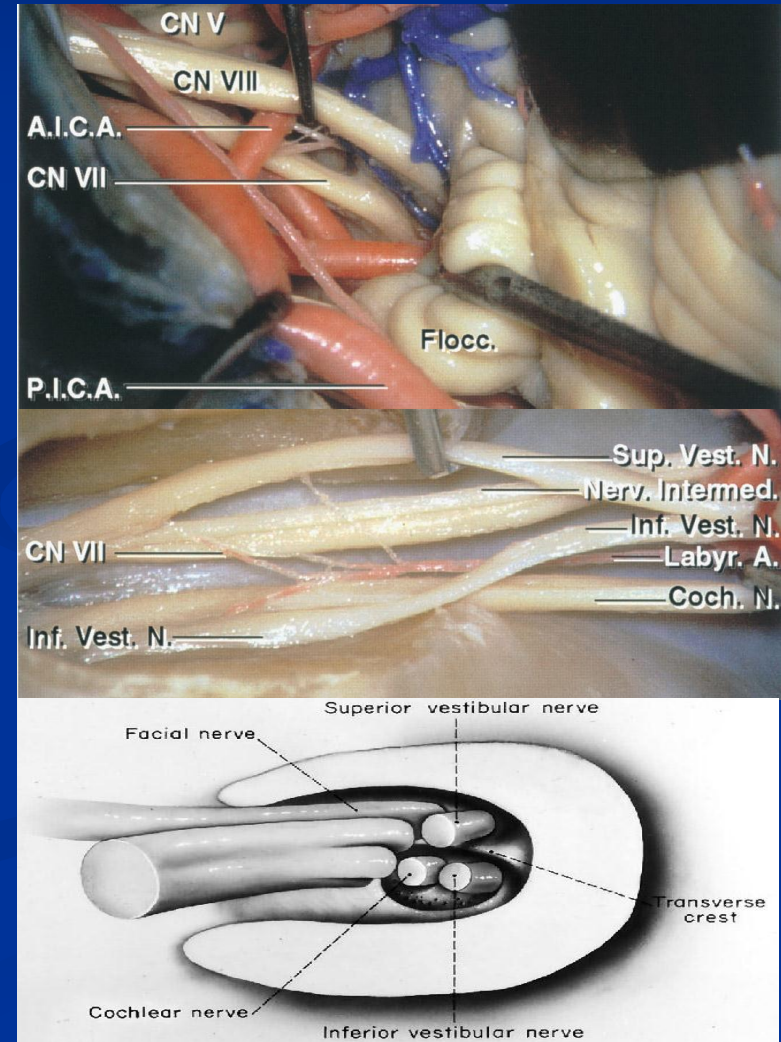 CN V
CN VIII
A.I.C.A.
CN VII
Flocc.
P.I.C.A.
Sup. Vest. N.
Nerv. Intermed.
Inf. Vest. N.
CN VII
Labyr. A.
Coch. N.
Inf. Vest. N.
Superior vestibular nerve
Facial nerve
Transverse
crest
Cochlear nerve
Inferior vestibular nerve